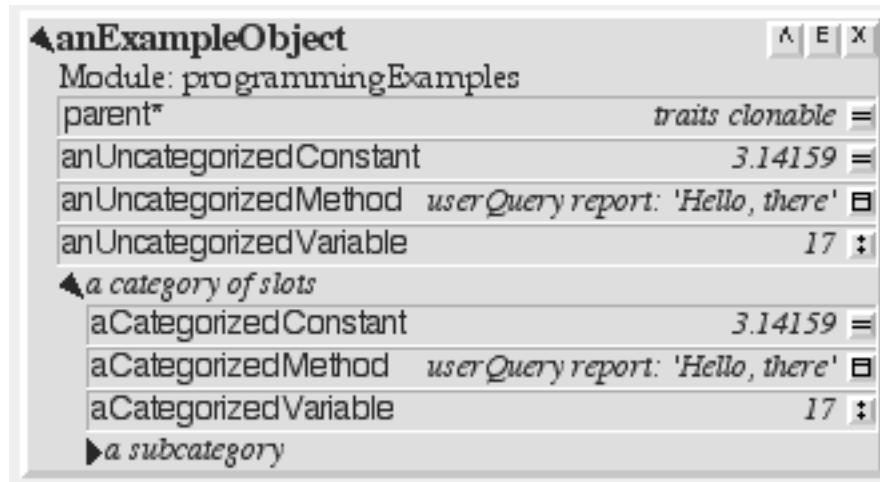 anExampleObject Λ E X
Module: programmingExamples
parent* traits clonable =
anUncategorizedConstant 3.14159 =
anUncategorizedMethod userQuery report: 'Hello, there'
anUncategorizedVariable 17 :
a category of slots
aCategorizedConstant 3.14159 =
aCategorizedMethod userQuery report: 'Hello, there'
aCategorizedVariable 17 :
a subcategory